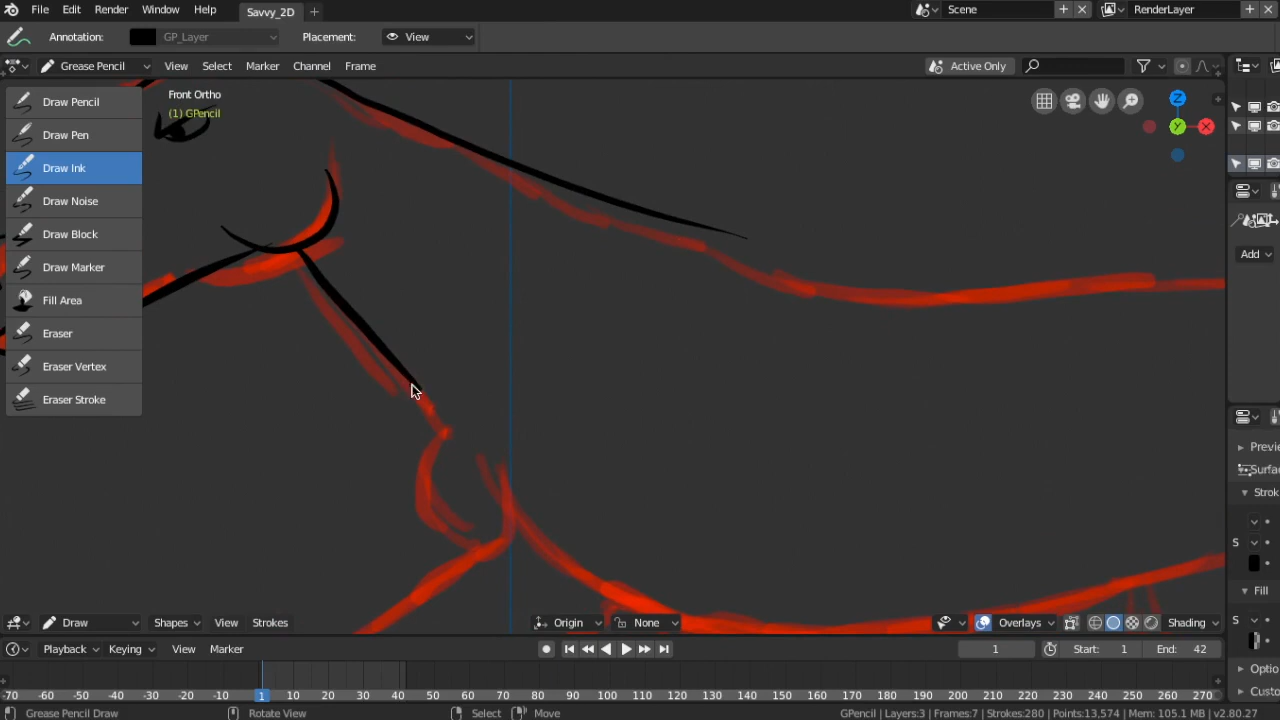 File Edit Render Window Help Savvy_2D Scene RenderLayer
Annotation: GP_Layer Placement: View
Grease Pencil View Select Marker Channel Frame Active Only
Front Ortho
(1) GPencil
Draw Pencil
Draw Pen
Draw Ink
Draw Noise
Draw Block
Draw Marker
Fill Area
Eraser
Eraser Vertex
Eraser Stroke
Z
Y
X
Add
Previe
Surfac
Strok
S
Fill
S
Optio
Custo
Draw Shapes View Strokes Origin None Overlays Shading
Playback Keying View Marker 1 Start: 1 End: 42
-70 -60 -50 -40 -30 -20 -10 1 10 20 30 40 50 60 70 80 90 100 110 120 130 140 150 160 170 180 190 200 210 220 230 240 250 260 270
Grease Pencil Draw Rotate View Select Move GPencil | Layers:3 | Frames:7 | Strokes:280 | Points:13,574 | Mem: 105.1 MB | v2.80.27